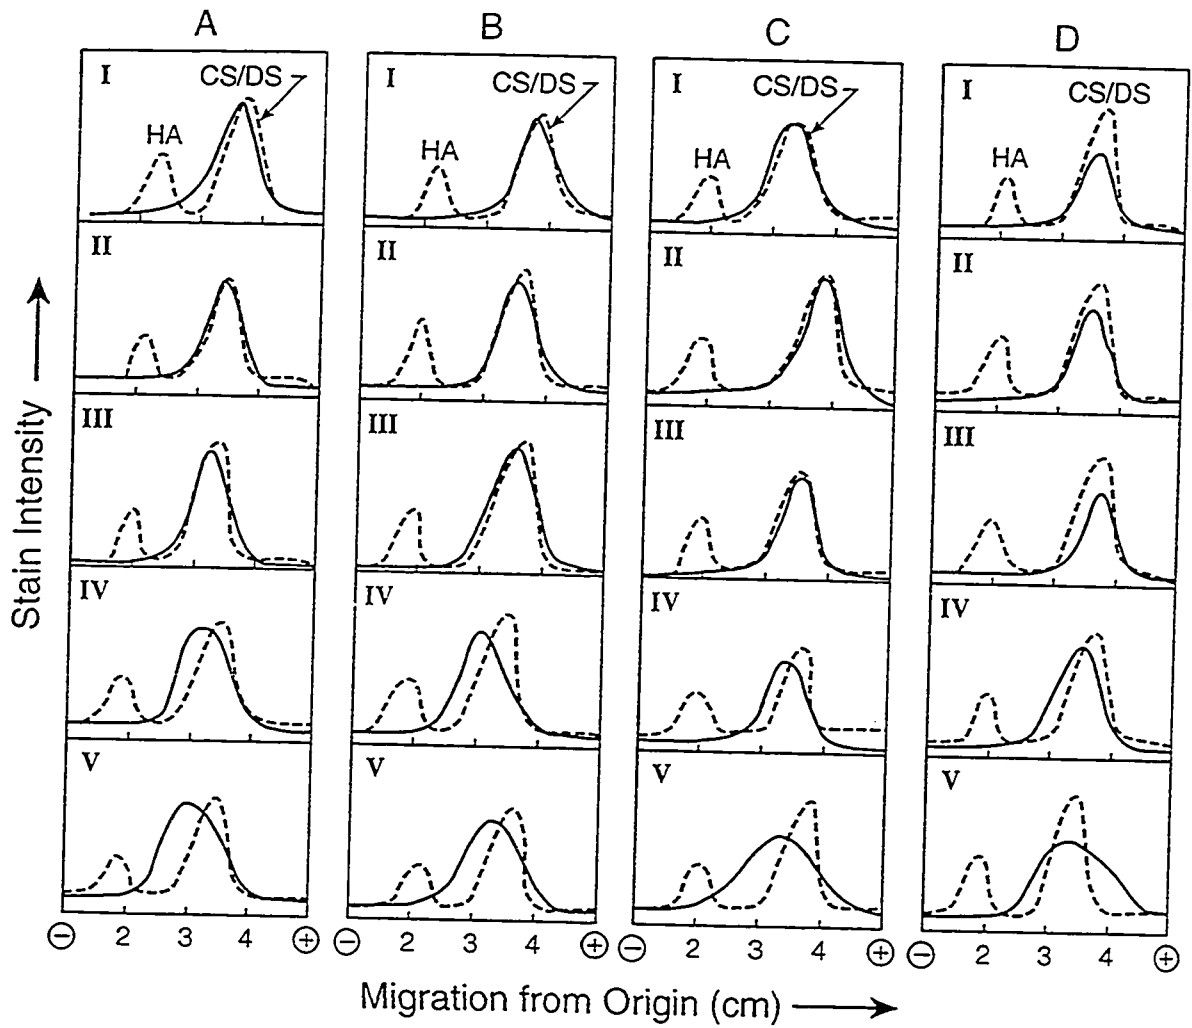 A B C D
I CS/DS HA
I CS/DS HA
I CS/DS HA
I CS/DS HA
II II II II
III III III III
IV IV IV IV
V V V V
Stain Intensity
⊖ 2 3 4 ⊕ ⊖ 2 3 4 ⊕ ⊖ 2 3 4 ⊕ ⊖ 2 3 4 ⊕
Migration from Origin (cm)